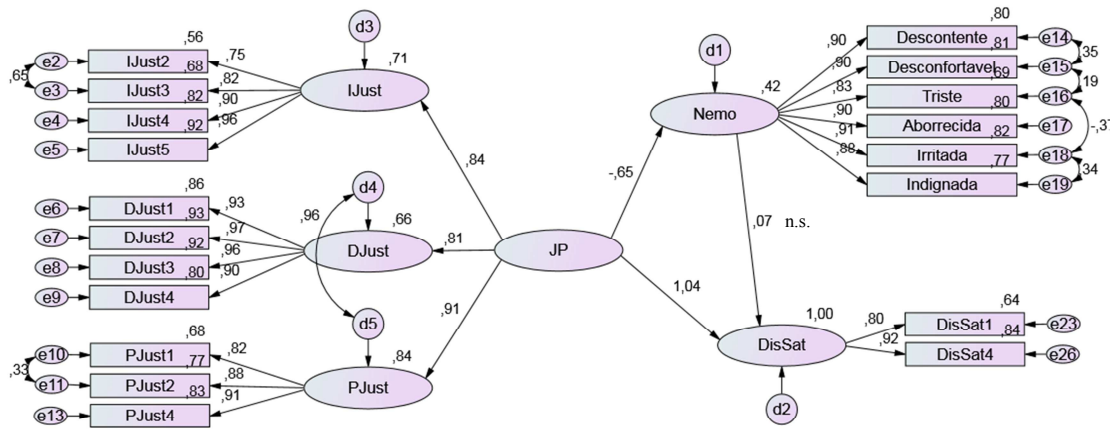 d3
,56
e2
IJust2
,75
,68
,65
e3
IJust3
,82
,82
e4
IJust4
,90
,92
e5
IJust5
,96
,71
IJust
,84
,86
e6
DJust1
,93
,93
e7
DJust2
,97
,92
e8
DJust3
,96
,80
e9
DJust4
,90
,96
d4
,66
DJust
,81
d5
,68
e10
PJust1
,82
,77
,33
e11
PJust2
,88
,83
e13
PJust4
,91
,84
PJust
,91
JP
-,65
1,04
d1
,42
Nemo
,07 n.s.
,80
,90
Descontente
e14
,81
,35
,90
Desconfortavel
e15
,69
,19
,83
Triste
e16
,80
,90
Aborrecida
e17
-,37
,82
,91
Irritada
e18
,77
,34
,88
Indignada
e19
1,00
DisSat
d2
,64
,80
DisSat1
e23
,84
,92
DisSat4
e26